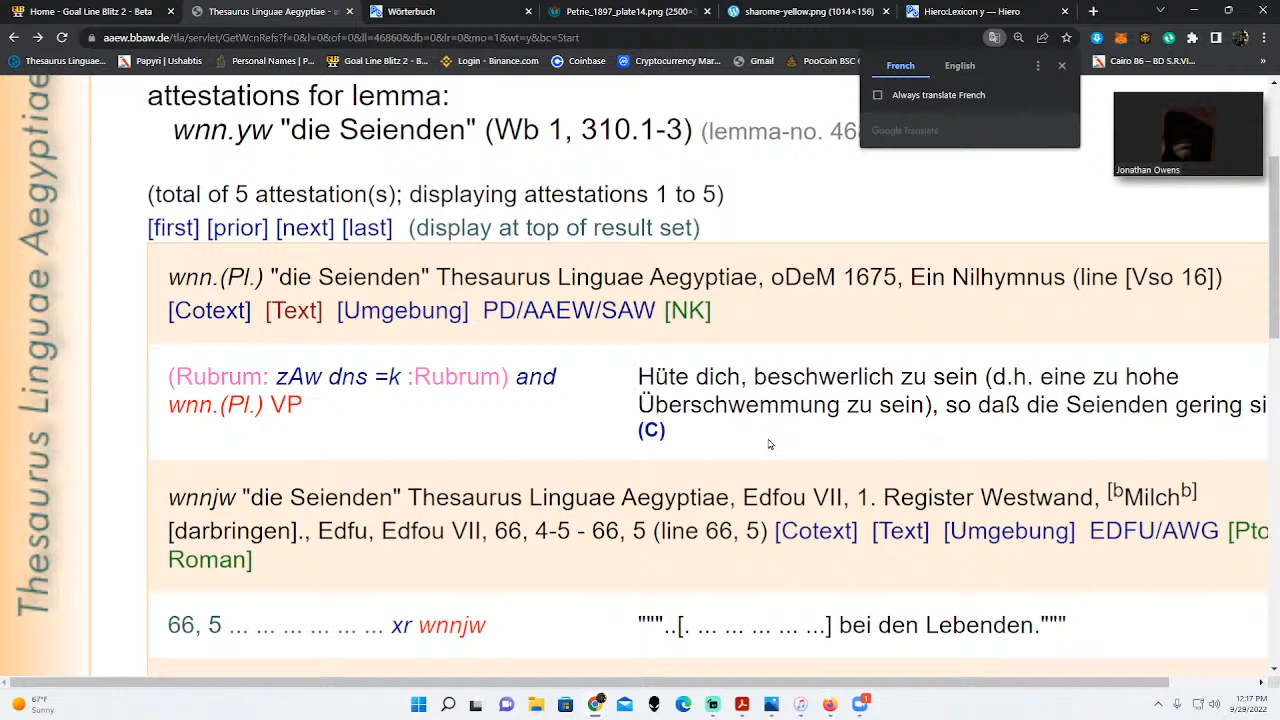 Goal Line Blitz 2 - Beta
Thesaurus Linguae Aegyptiae -
Wörterbuch
Petrie_1897_plate14 (2500×
sharome-yellow.png (1014×156)
HieroLexicon y — Hiero
aaew.bbaw.de/tla/servlet/GetWcnRefs?f=0&l=0&of=0&ll=46860&db=0&lr=0&mo=1&wt=y&bc=Start
Thesaurus Lingue...
Papyri | Ushabtis
Personal Names | P...
Goal Line Blitz 2 - B...
Login - Binance.com
Coinbase
Cryptocurrency Mar...
Gmail
PooCoin BSC
Cairo BD – BD S.V...
French English
Always translate French
Google Translate
Jonathan Owens
Thesaurus Linguae Aegyptiae
attestations for lemma:
wnn.yw "die Seienden" (Wb 1, 310.1-3) (lemma-no. 468
(total of 5 attestation(s); displaying attestations 1 to 5)
[first] [prior] [next] [last] (display at top of result set)
wnn.(Pl.) "die Seienden" Thesaurus Linguae Aegyptiae, oDeM 1675, Ein Nilhymnus (line [Vso 16])
[Cotext] [Text] [Umgebung] PD/AAEW/SAW [NK]
(Rubrum: zAw dns =k :Rubrum) and
wnn.(Pl.) VP
Hüte dich, beschwerlich zu sein (d.h. eine zu hohe
Überschwemmung zu sein), so daß die Seienden gering si
(C)
wnnjw "die Seienden" Thesaurus Linguae Aegyptiae, Edfou VII, 1. Register Westwand, [bMilchb]
[darbringen]., Edfu, Edfou VII, 66, 4-5 - 66, 5 (line 66, 5) [Cotext] [Text] [Umgebung] EDFU/AWG [Pto
Roman]
66, 5 ... ... ... ... ... ... xr wnnjw
"""..[. ... ... ... ... ...] bei den Lebenden."""
67°F
Sunny
12:17 PM
9/29/2022